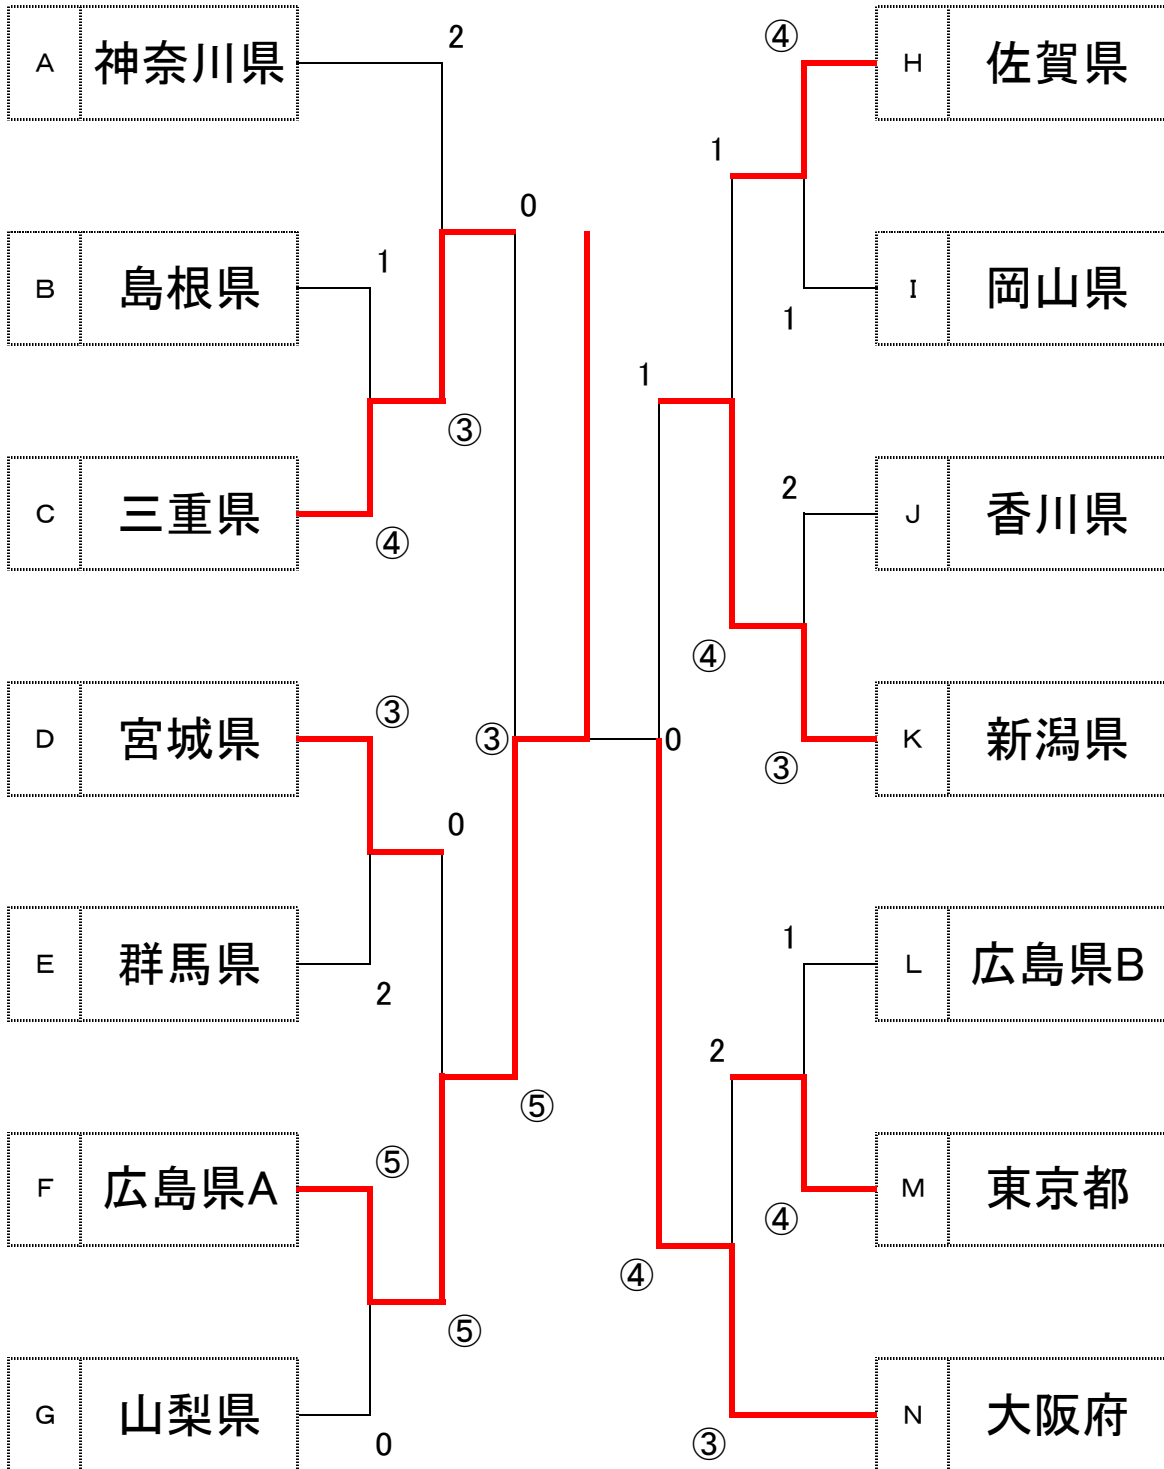 2
④
A 神奈川県
H 佐賀県
1
0
1
B 島根県
I 岡山県
1
1
③
2
C 三重県
J 香川県
④
④
③
D 宮城県
③
0
K 新潟県
③
0
1
E 群馬県
L 広島県B
2
2
⑤
⑤
F 広島県A
M 東京都
④
④
⑤
G 山梨県
N 大阪府
0
③